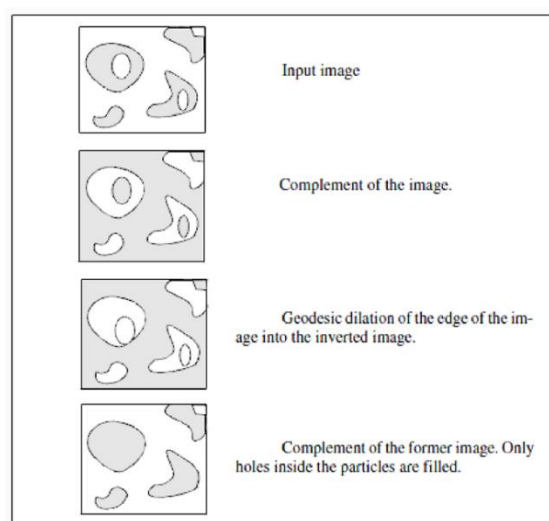 Input image
Complement of the image.
Geodesic dilation of the edge of the im-
age into the inverted image.
Complement of the former image. Only
holes inside the particles are filled.